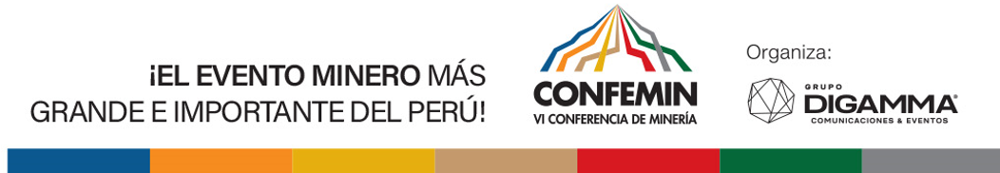 ¡EL EVENTO MINERO MÁS
GRANDE E IMPORTANTE DEL PERÚ!
CONFEMIN
VI CONFERENCIA DE MINERÍA
Organiza:
GRUPO
DIGAMMA®
COMUNICACIONES & EVENTOS